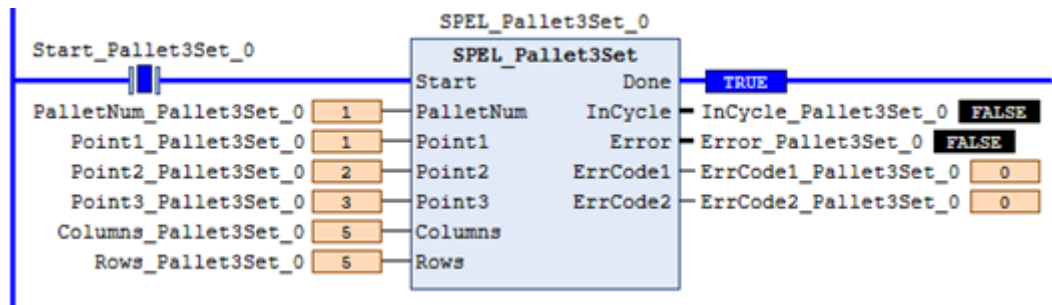 SPEL_Pallet3Set_0
Start_Pallet3Set_0
SPEL_Pallet3Set
Start Done TRUE
PalletNum_Pallet3Set_0 1 PalletNum InCycle InCycle_Pallet3Set_0 FALSE
Point1_Pallet3Set_0 1 Point1 Error Error_Pallet3Set_0 FALSE
Point2_Pallet3Set_0 2 Point2 ErrCode1 ErrCode1_Pallet3Set_0 0
Point3_Pallet3Set_0 3 Point3 ErrCode2 ErrCode2_Pallet3Set_0 0
Columns_Pallet3Set_0 5 Columns
Rows_Pallet3Set_0 5 Rows